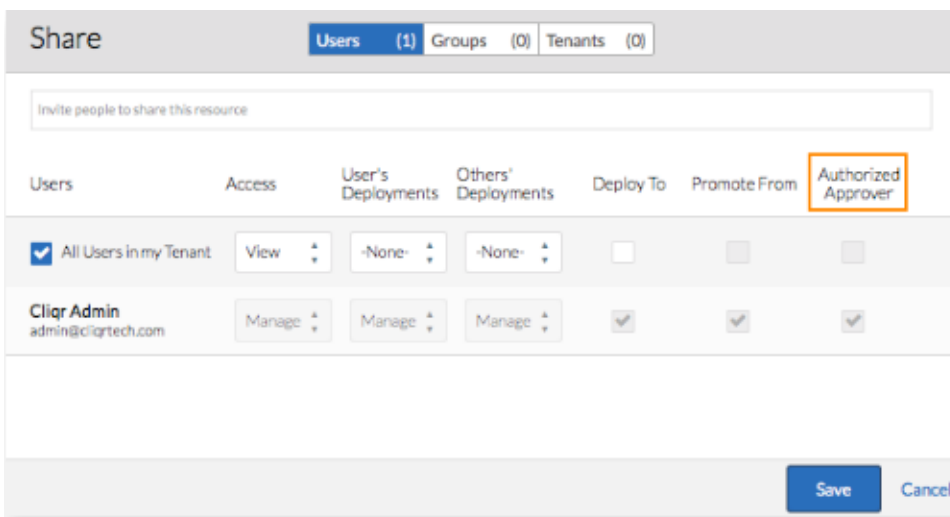 Share
Users (1) Groups (0) Tenants (0)
Invite people to share this resource
Users Access User's Deployments Others' Deployments Deploy To Promote From Authorized Approver
All Users in my Tenant View -None- -None-
Cliqr Admin Manage Manage Manage
admin@cliqrtech.com
Save Cancel